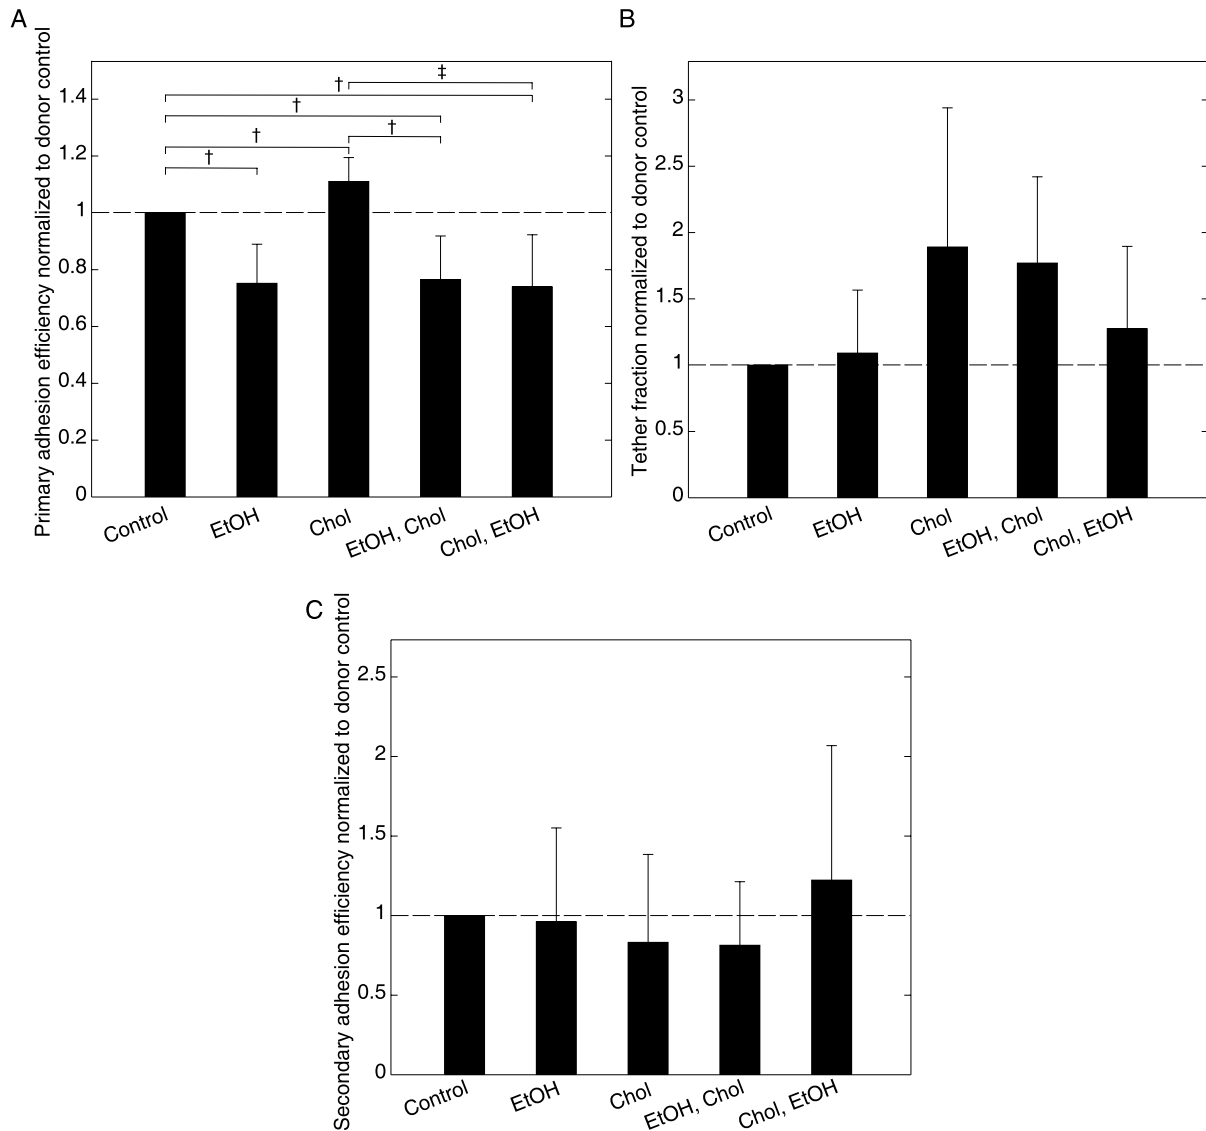 A
Primary adhesion efficiency normalized to donor control
1.4
1.2
1
0.8
0.6
0.4
0.2
0
†
†
†
†
†
‡
Control
EtOH
Chol
EtOH, Chol
Chol, EtOH
B
Tether fraction normalized to donor control
3
2.5
2
1.5
1
0.5
0
Control
EtOH
Chol
EtOH, Chol
Chol, EtOH
C
Secondary adhesion efficiency normalized to donor control
2.5
2
1.5
1
0.5
0
Control
EtOH
Chol
EtOH, Chol
Chol, EtOH